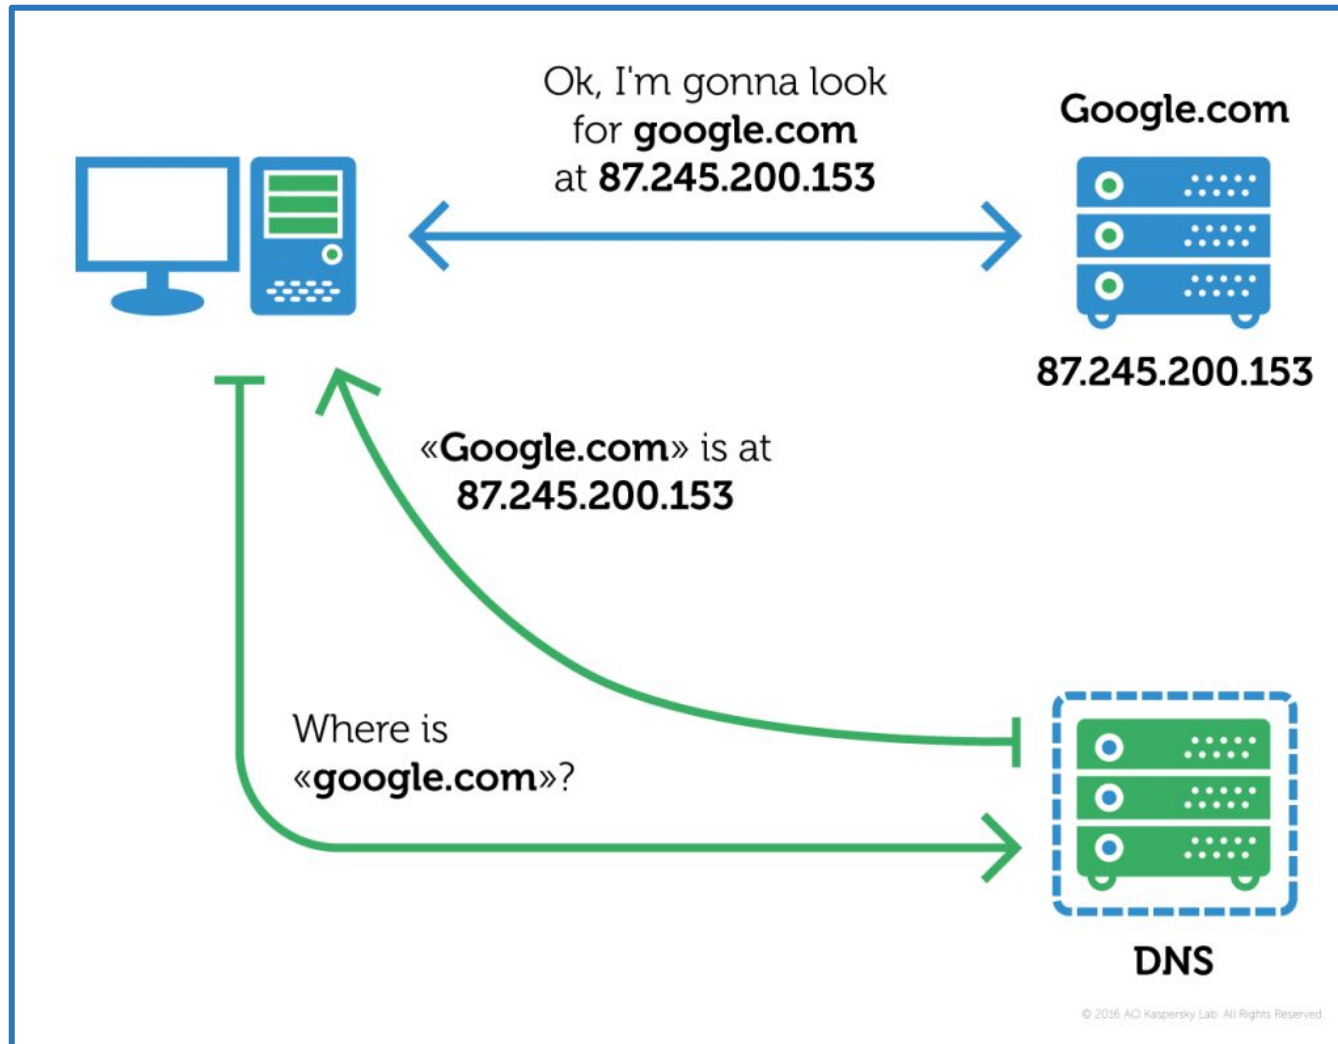 Ok, I'm gonna look
for google.com
at 87.245.200.153
Google.com
87.245.200.153
«Google.com» is at
87.245.200.153
Where is
«google.com»?
DNS
© 2016 AO Kaspersky Lab. All Rights Reserved.